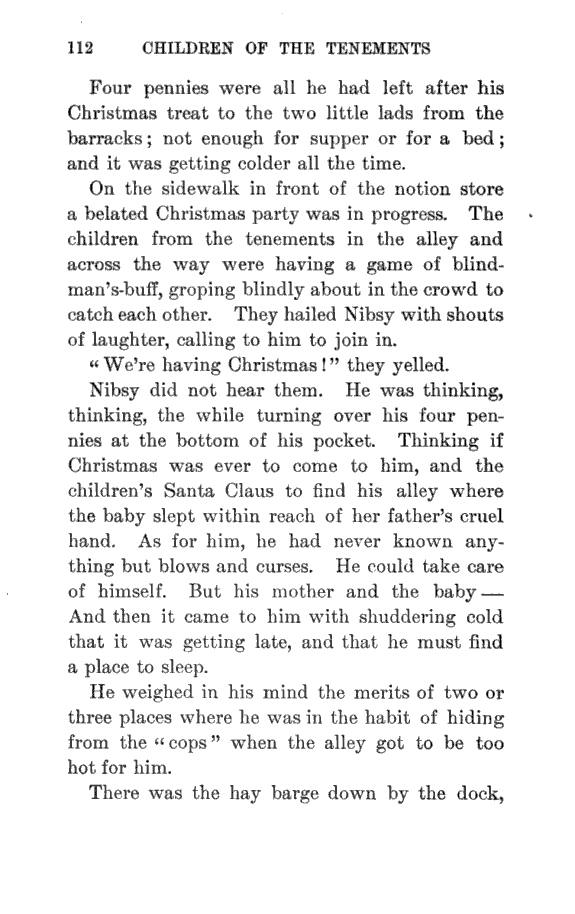 112 CHILDREN OF THE TENEMENTS
Four pennies were all he had left after his
Christmas treat to the two little lads from the
barracks; not enough for supper or for a bed;
and it was getting colder all the time.
On the sidewalk in front of the notion store
a belated Christmas party was in progress. The
children from the tenements in the alley and
across the way were having a game of blind-
man's-buff, groping blindly about in the crowd to
catch each other. They hailed Nibsy with shouts
of laughter, calling to him to join in.
"We're having Christmas!" they yelled.
Nibsy did not hear them. He was thinking,
thinking, the while turning over his four pen-
nies at the bottom of his pocket. Thinking if
Christmas was ever to come to him, and the
children's Santa Claus to find his alley where
the baby slept within reach of her father's cruel
hand. As for him, he had never known any-
thing but blows and curses. He could take care
of himself. But his mother and the baby—
And then it came to him with shuddering cold
that it was getting late, and that he must find
a place to sleep.
He weighed in his mind the merits of two or
three places where he was in the habit of hiding
from the "cops" when the alley got to be too
hot for him.
There was the hay barge down by the dock,